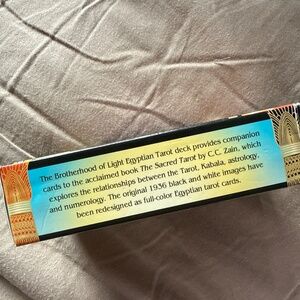 The Brotherhood of Light Egyptian Tarot deck provides companion
cards to the acclaimed book The Sacred Tarot by C.C. Zain, which
explores the relationships between the Tarot, Kabala, astrology,
and numerology. The original 1936 black and white images have
been redesigned as full-color Egyptian tarot cards.